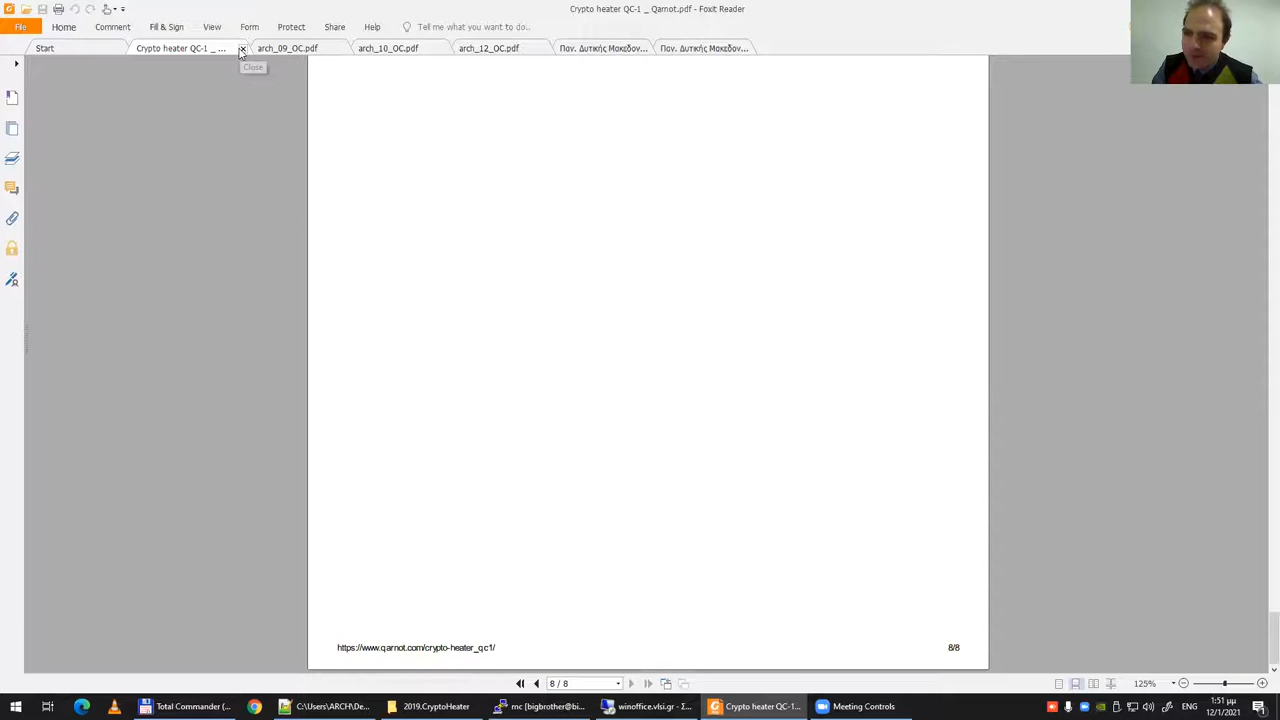 Crypto heater QC-1 _ Qarnot.pdf - Foxit Reader
File Home Comment Fill & Sign View Form Protect Share Help Tell me what you want to do..
Start Crypto heater QC-1 _ ... arch_09_OC.pdf arch_10_OC.pdf arch_12_OC.pdf Παν. Δυτικής Μακεδον... Παν. Δυτικής Μακεδον...
Close
https://www.qarnot.com/crypto-heater_qc1/ 8/8
8 / 8 125%
Total Commander (... C:\Users\ARCH\De... 2019.CryptoHeater mc [bigbrother@bi... winoffice.vlsi.gr - Σ... Crypto heater QC-1... Meeting Controls ENG 1:51 μμ
12/1/2021